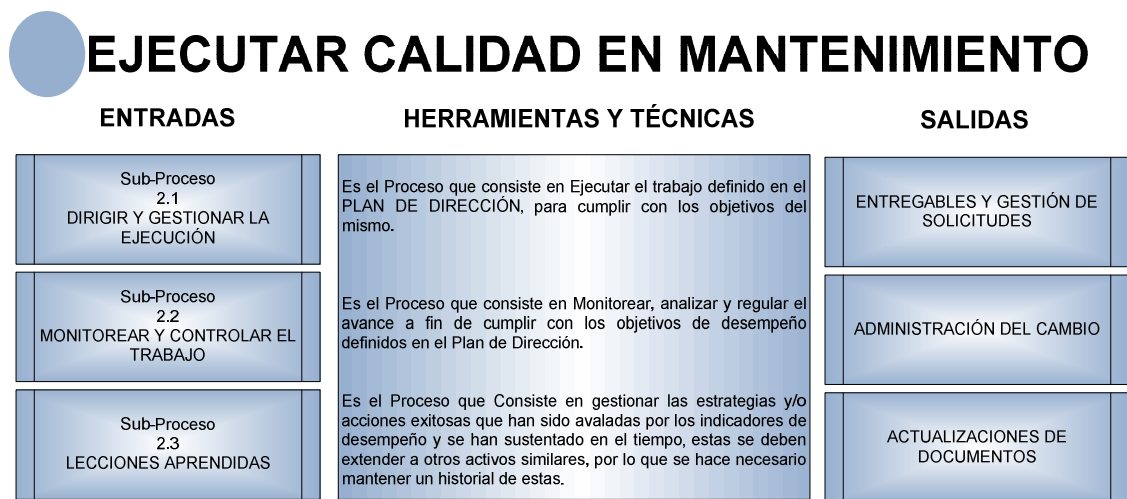 EJECUTAR CALIDAD EN MANTENIMIENTO
ENTRADAS
HERRAMIENTAS Y TÉCNICAS
SALIDAS
Sub-Proceso
2.1
DIRIGIR Y GESTIONAR LA
EJECUCIÓN
Es el Proceso que consiste en Ejecutar el trabajo definido en el
PLAN DE DIRECCIÓN, para cumplir con los objetivos del
mismo.
ENTREGABLES Y GESTIÓN DE
SOLICITUDES
Sub-Proceso
2.2
MONITOREAR Y CONTROLAR EL
TRABAJO
Es el Proceso que consiste en Monitorear, analizar y regular el
avance a fin de cumplir con los objetivos de desempeño
definidos en el Plan de Dirección.
ADMINISTRACIÓN DEL CAMBIO
Sub-Proceso
2.3
LECCIONES APRENDIDAS
Es el Proceso que Consiste en gestionar las estrategias y/o
acciones exitosas que han sido avaladas por los indicadores de
desempeño y se han sustentado en el tiempo, estas se deben
extender a otros activos similares, por lo que se hace necesario
mantener un historial de estas.
ACTUALIZACIONES DE
DOCUMENTOS